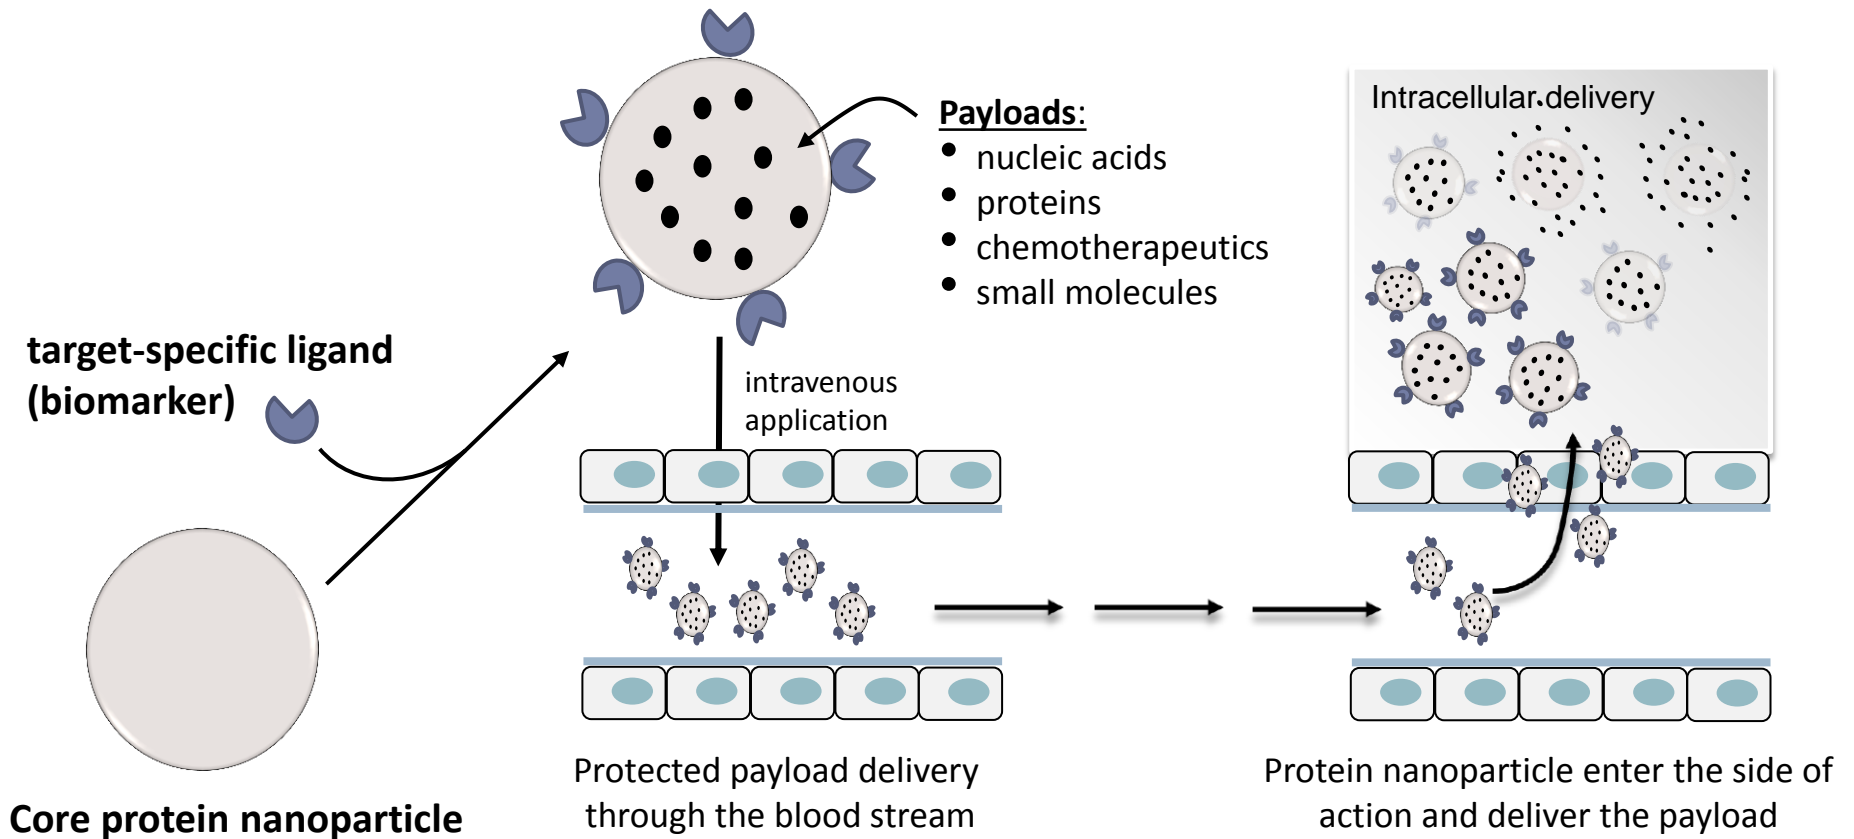 target-specific ligand
(biomarker)
Core protein nanoparticle
Payloads:
• nucleic acids
• proteins
• chemotherapeutics
• small molecules
intravenous
application
Protected payload delivery
through the blood stream
Intracellular delivery
Protein nanoparticle enter the side of
action and deliver the payload